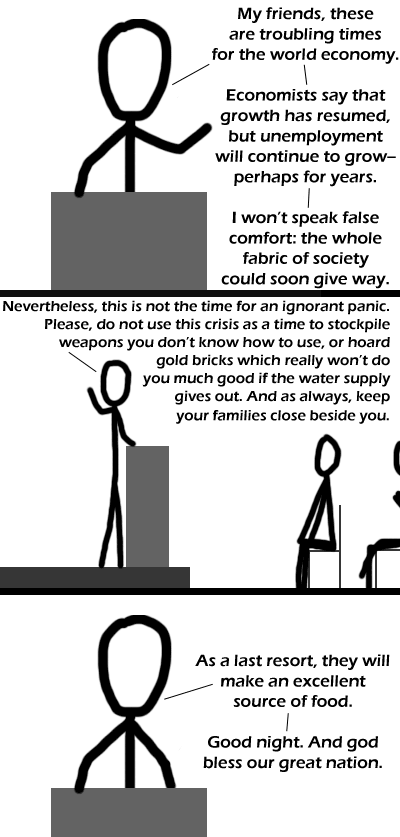 My friends, these
are troubling times
for the world economy.
Economists say that
growth has resumed,
but unemployment
will continue to grow–
perhaps for years.
I won't speak false
comfort: the whole
fabric of society
could soon give way.
Nevertheless, this is not the time for an ignorant panic.
Please, do not use this crisis as a time to stockpile
weapons you don't know how to use, or hoard
gold bricks which really won't do
you much good if the water supply
gives out. And as always, keep
your families close beside you.
As a last resort, they will
make an excellent
source of food.
Good night. And god
bless our great nation.